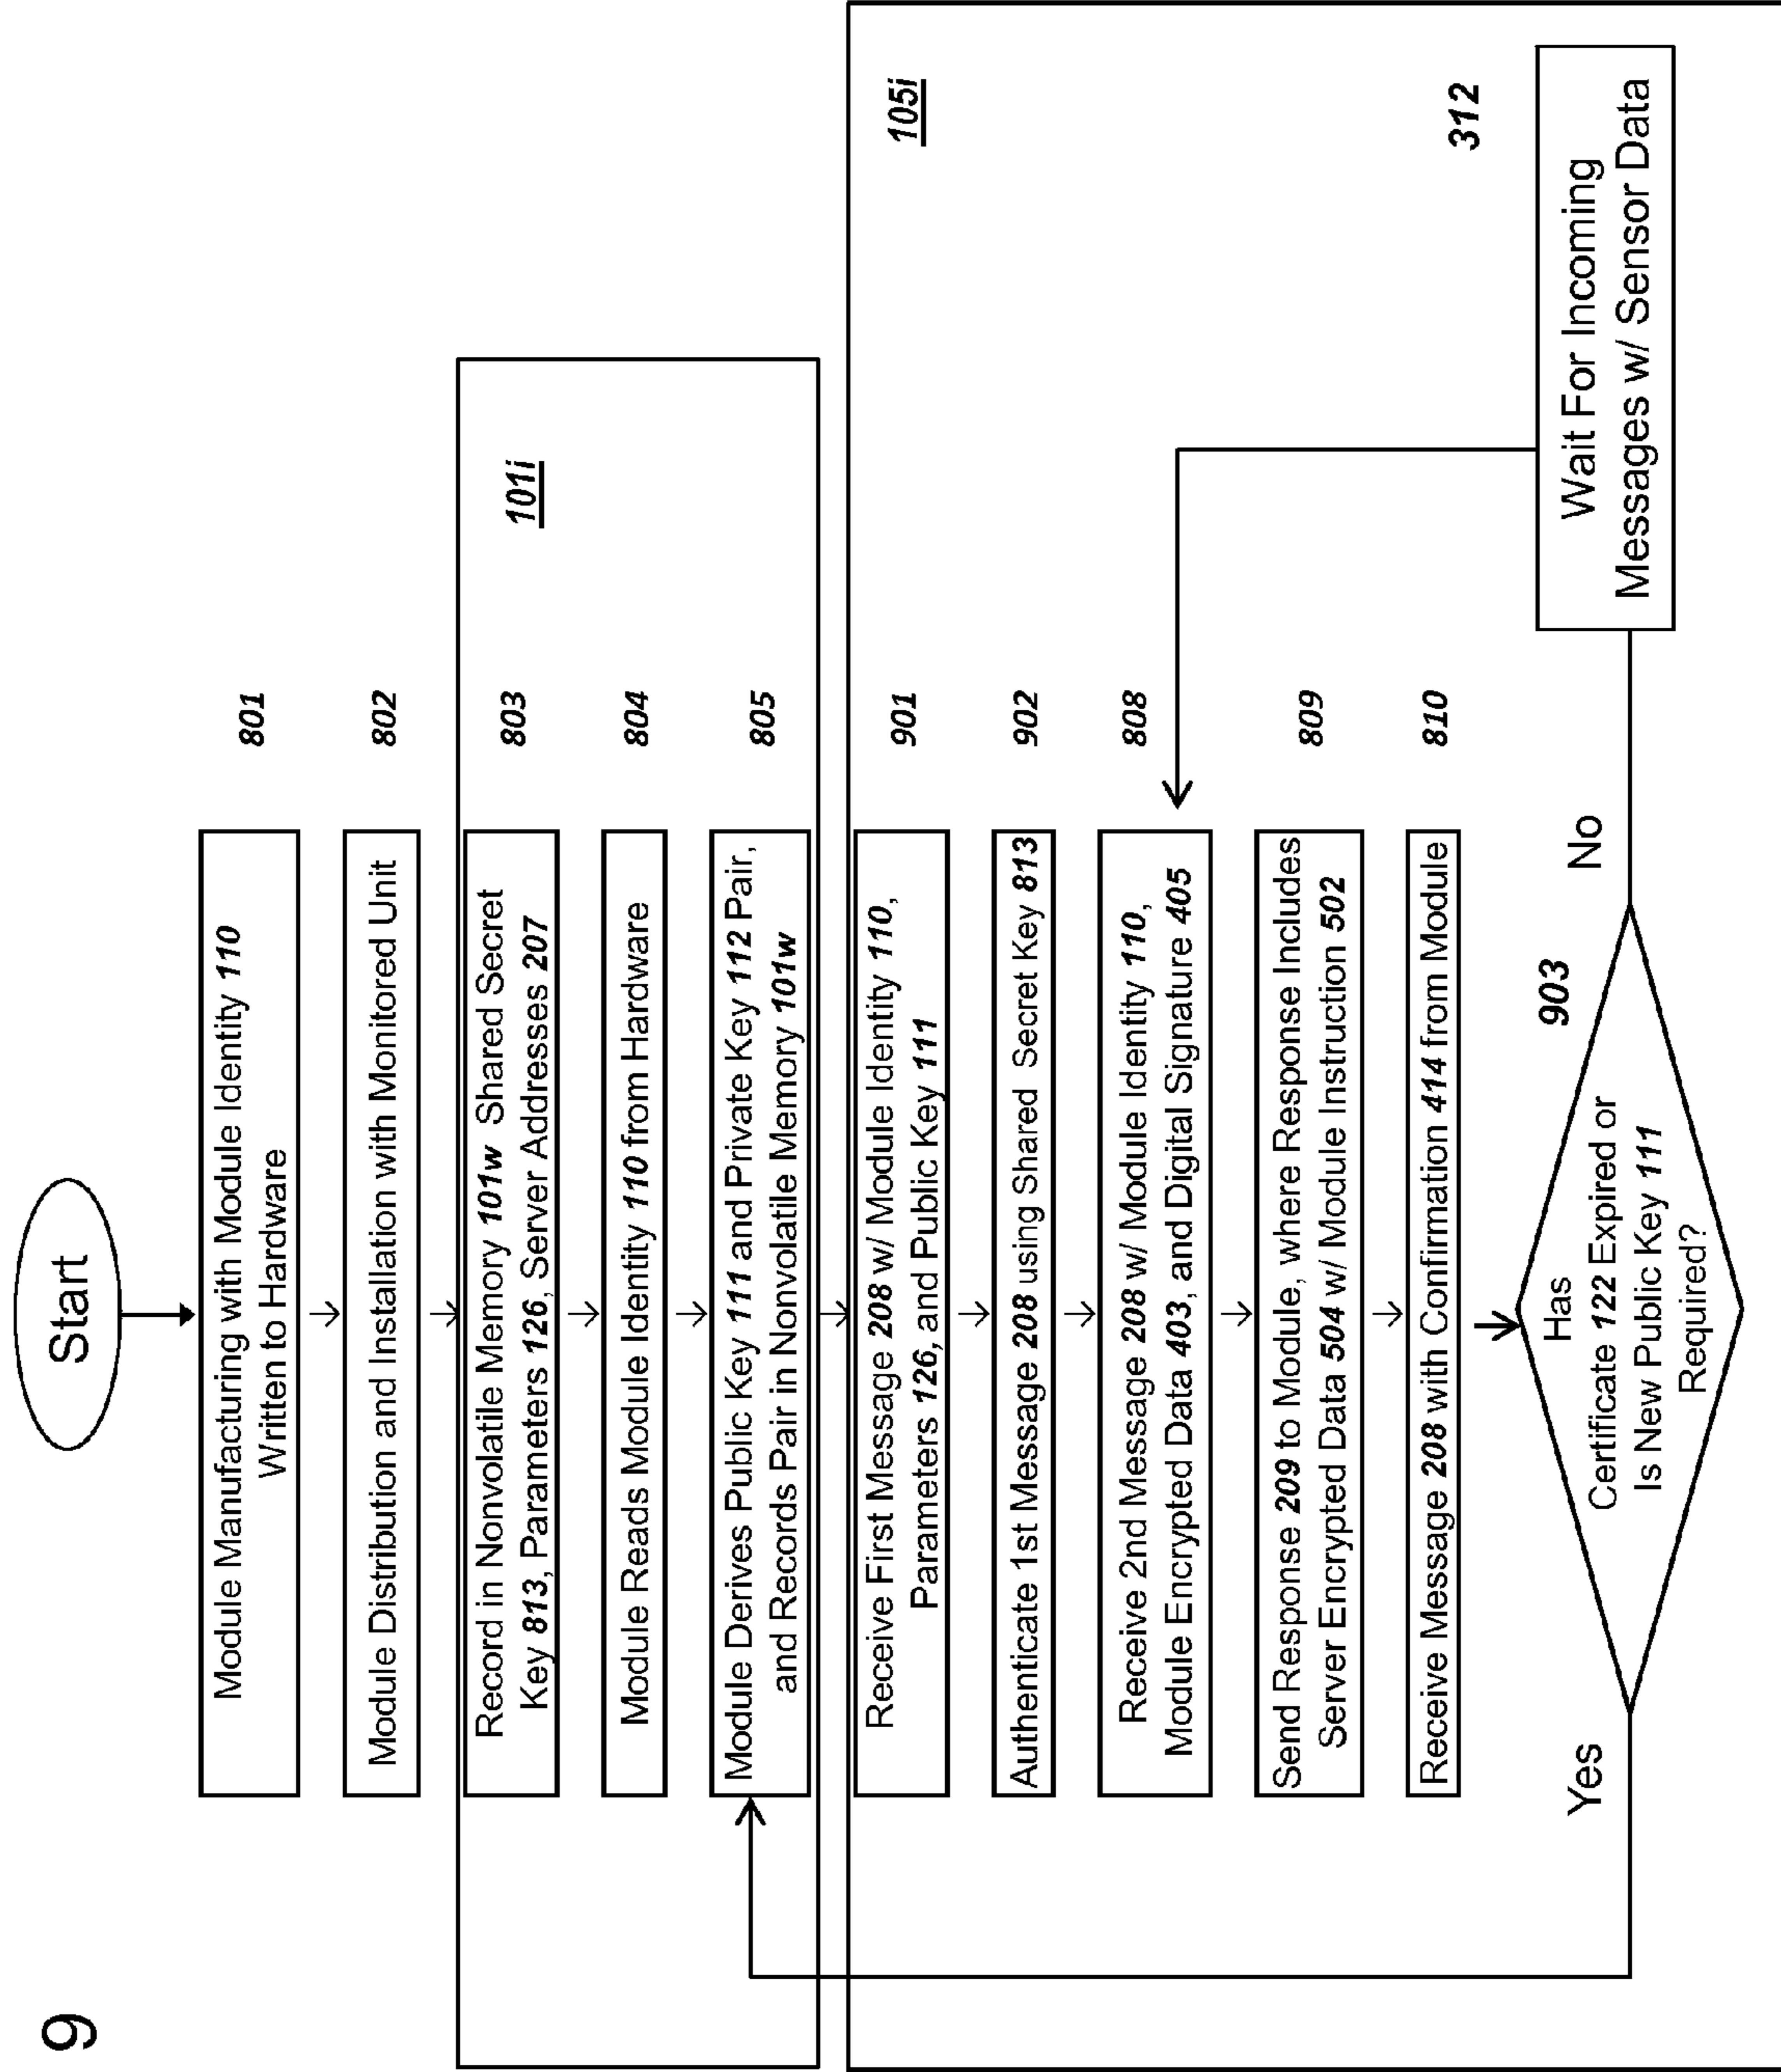 9
Start
Module Manufacturing with Module Identity 110
Written to Hardware
801
Module Distribution and Installation with Monitored Unit
802
101i
Record in Nonvolatile Memory 101w Shared Secret
Key 813, Parameters 126, Server Addresses 207
803
Module Reads Module Identity 110 from Hardware
804
Module Derives Public Key 111 and Private Key 112 Pair,
and Records Pair in Nonvolatile Memory 101w
805
105i
Receive First Message 208 w/ Module Identity 110,
Parameters 126, and Public Key 111
901
Authenticate 1st Message 208 using Shared Secret Key 813
902
Receive 2nd Message 208 w/ Module Identity 110,
Module Encrypted Data 403, and Digital Signature 405
808
Send Response 209 to Module, where Response Includes
Server Encrypted Data 504 w/ Module Instruction 502
809
Receive Message 208 with Confirmation 414 from Module
810
903
Has
Certificate 122 Expired or
Is New Public Key 111
Required?
Yes
No
312
Wait For Incoming
Messages w/ Sensor Data